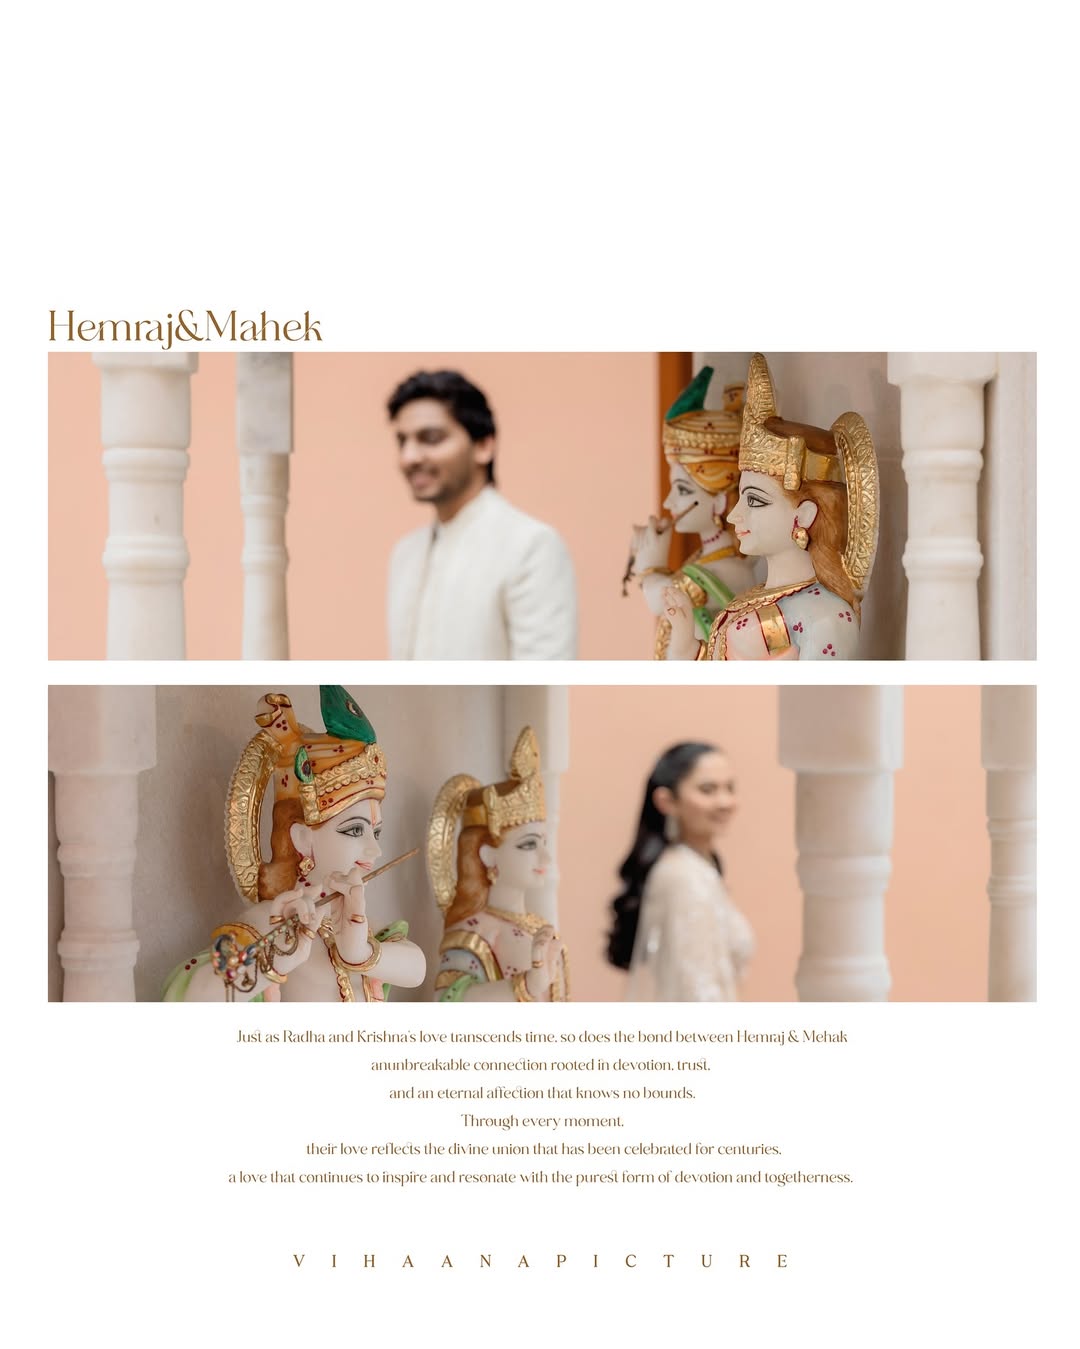 Hemraj&Mahek
Just as Radha and Krishna's love transcends time, so does the bond between Hemraj & Mehak
anunbreakable connection rooted in devotion, trust,
and an eternal affection that knows no bounds.
Through every moment,
their love reflects the divine union that has been celebrated for centuries,
a love that continues to inspire and resonate with the purest form of devotion and togetherness.
VIHAANAPICTURE